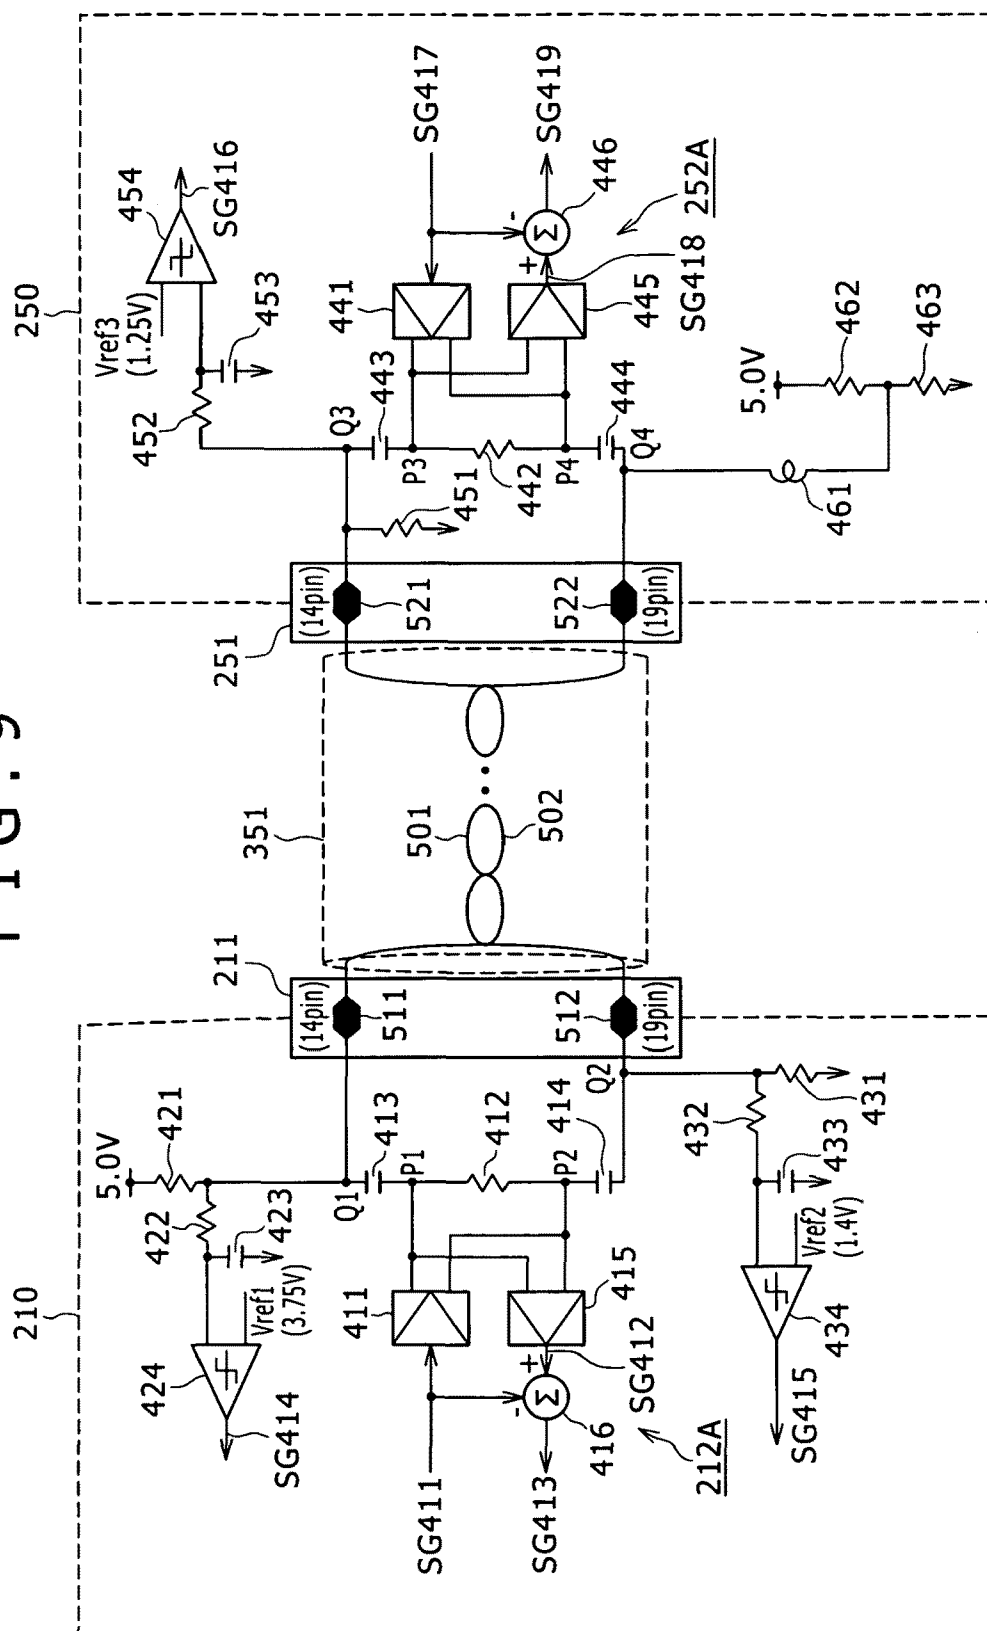 FIG. 9
210
250
5.0V
421
422
423
424
SG414
Vref1
(3.75V)
211
(14pin)
511
351
251
(14pin)
521
Vref3
(1.25V)
454
SG416
452
453
Q3
451
Q1
413
P1
412
P2
414
Q2
411
415
SG411
+
-
Σ
416
SG412
SG413
212A
512
(19pin)
501
502
522
(19pin)
443
P3
442
P4
444
Q4
441
445
SG417
-
+
Σ
446
SG418
SG419
252A
432
431
433
Vref2
(1.4V)
434
SG415
5.0V
462
463
461